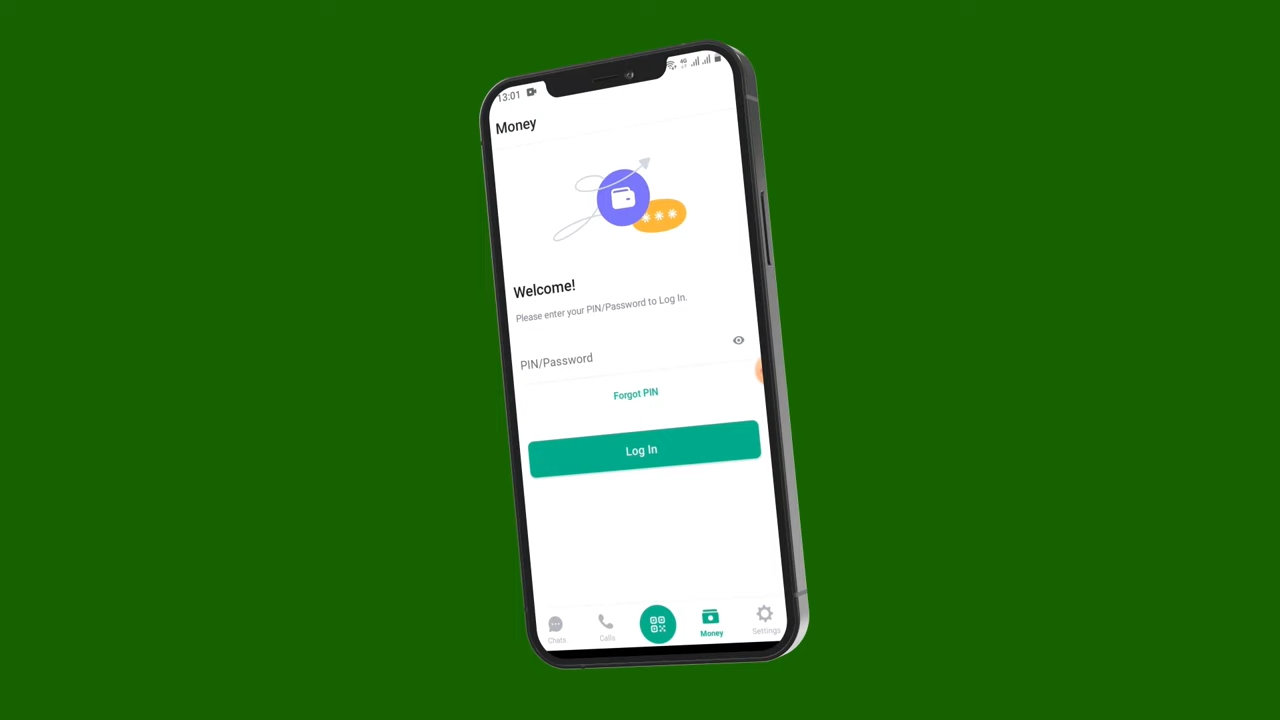 13:01
4G
Money
***
Welcome!
Please enter your PIN/Password to Log In.
PIN/Password
Forgot PIN
Log In
Chats
Calls
Money
Settings